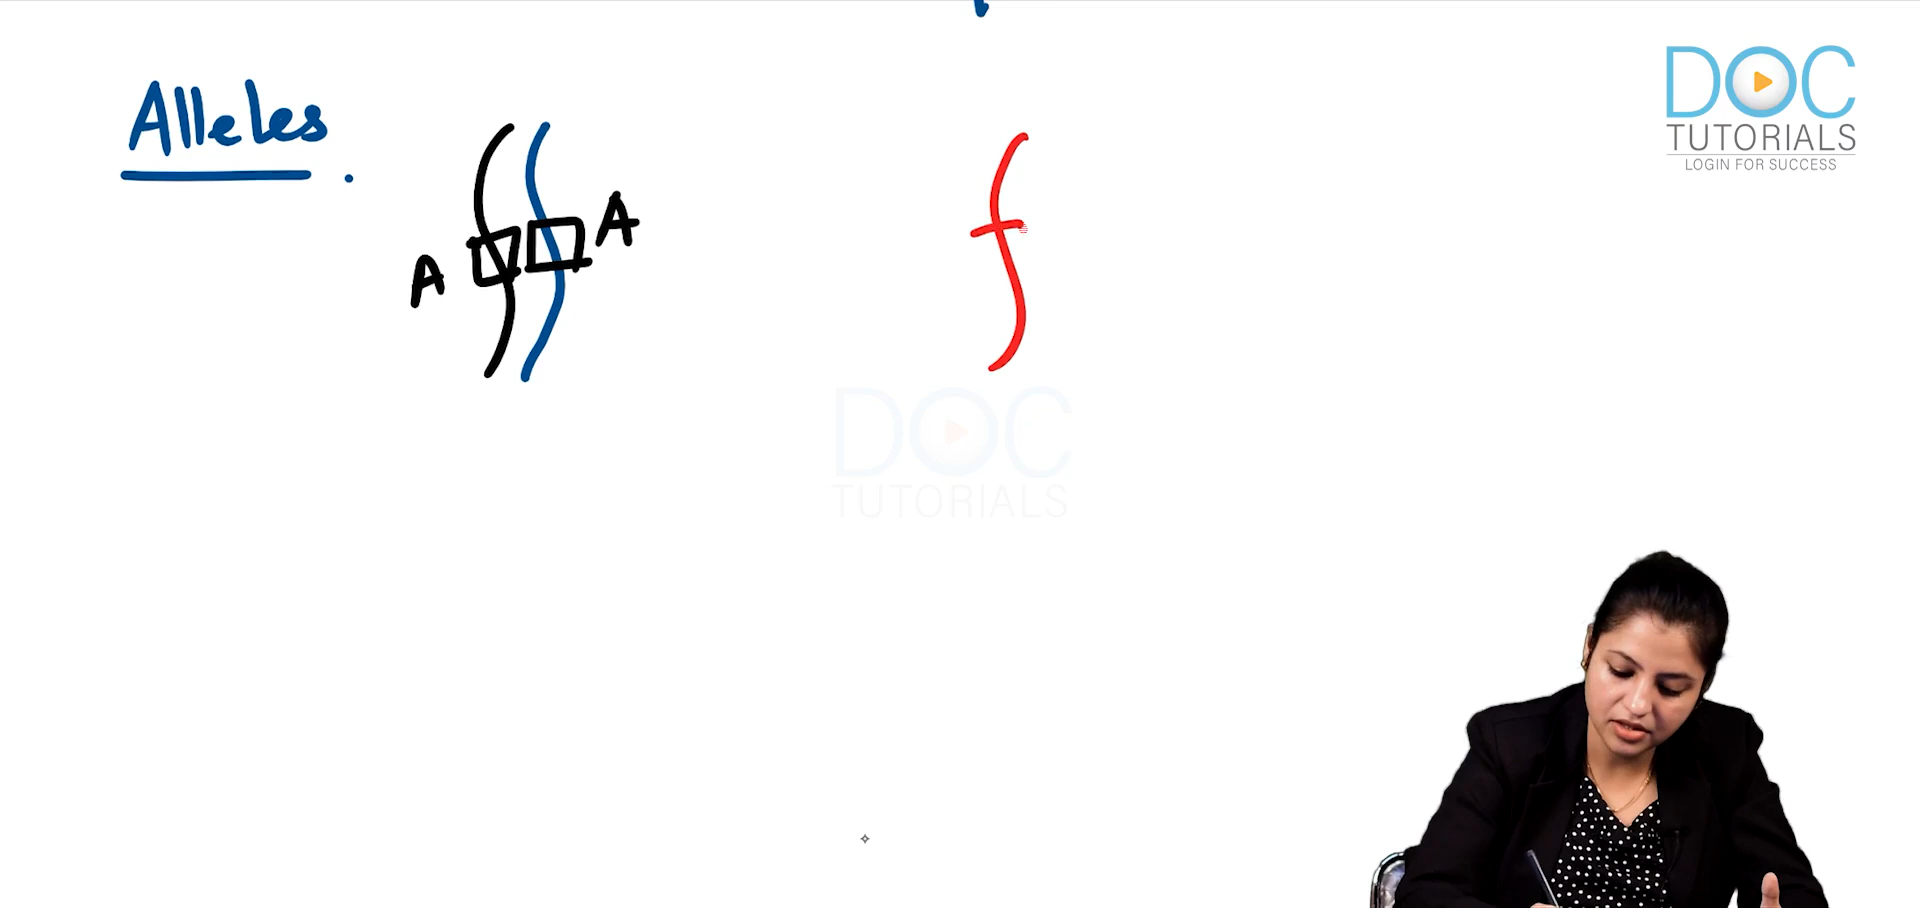 Alleles.
A
A
DOC
TUTORIALS
LOGIN FOR SUCCESS
DOC
TUTORIALS